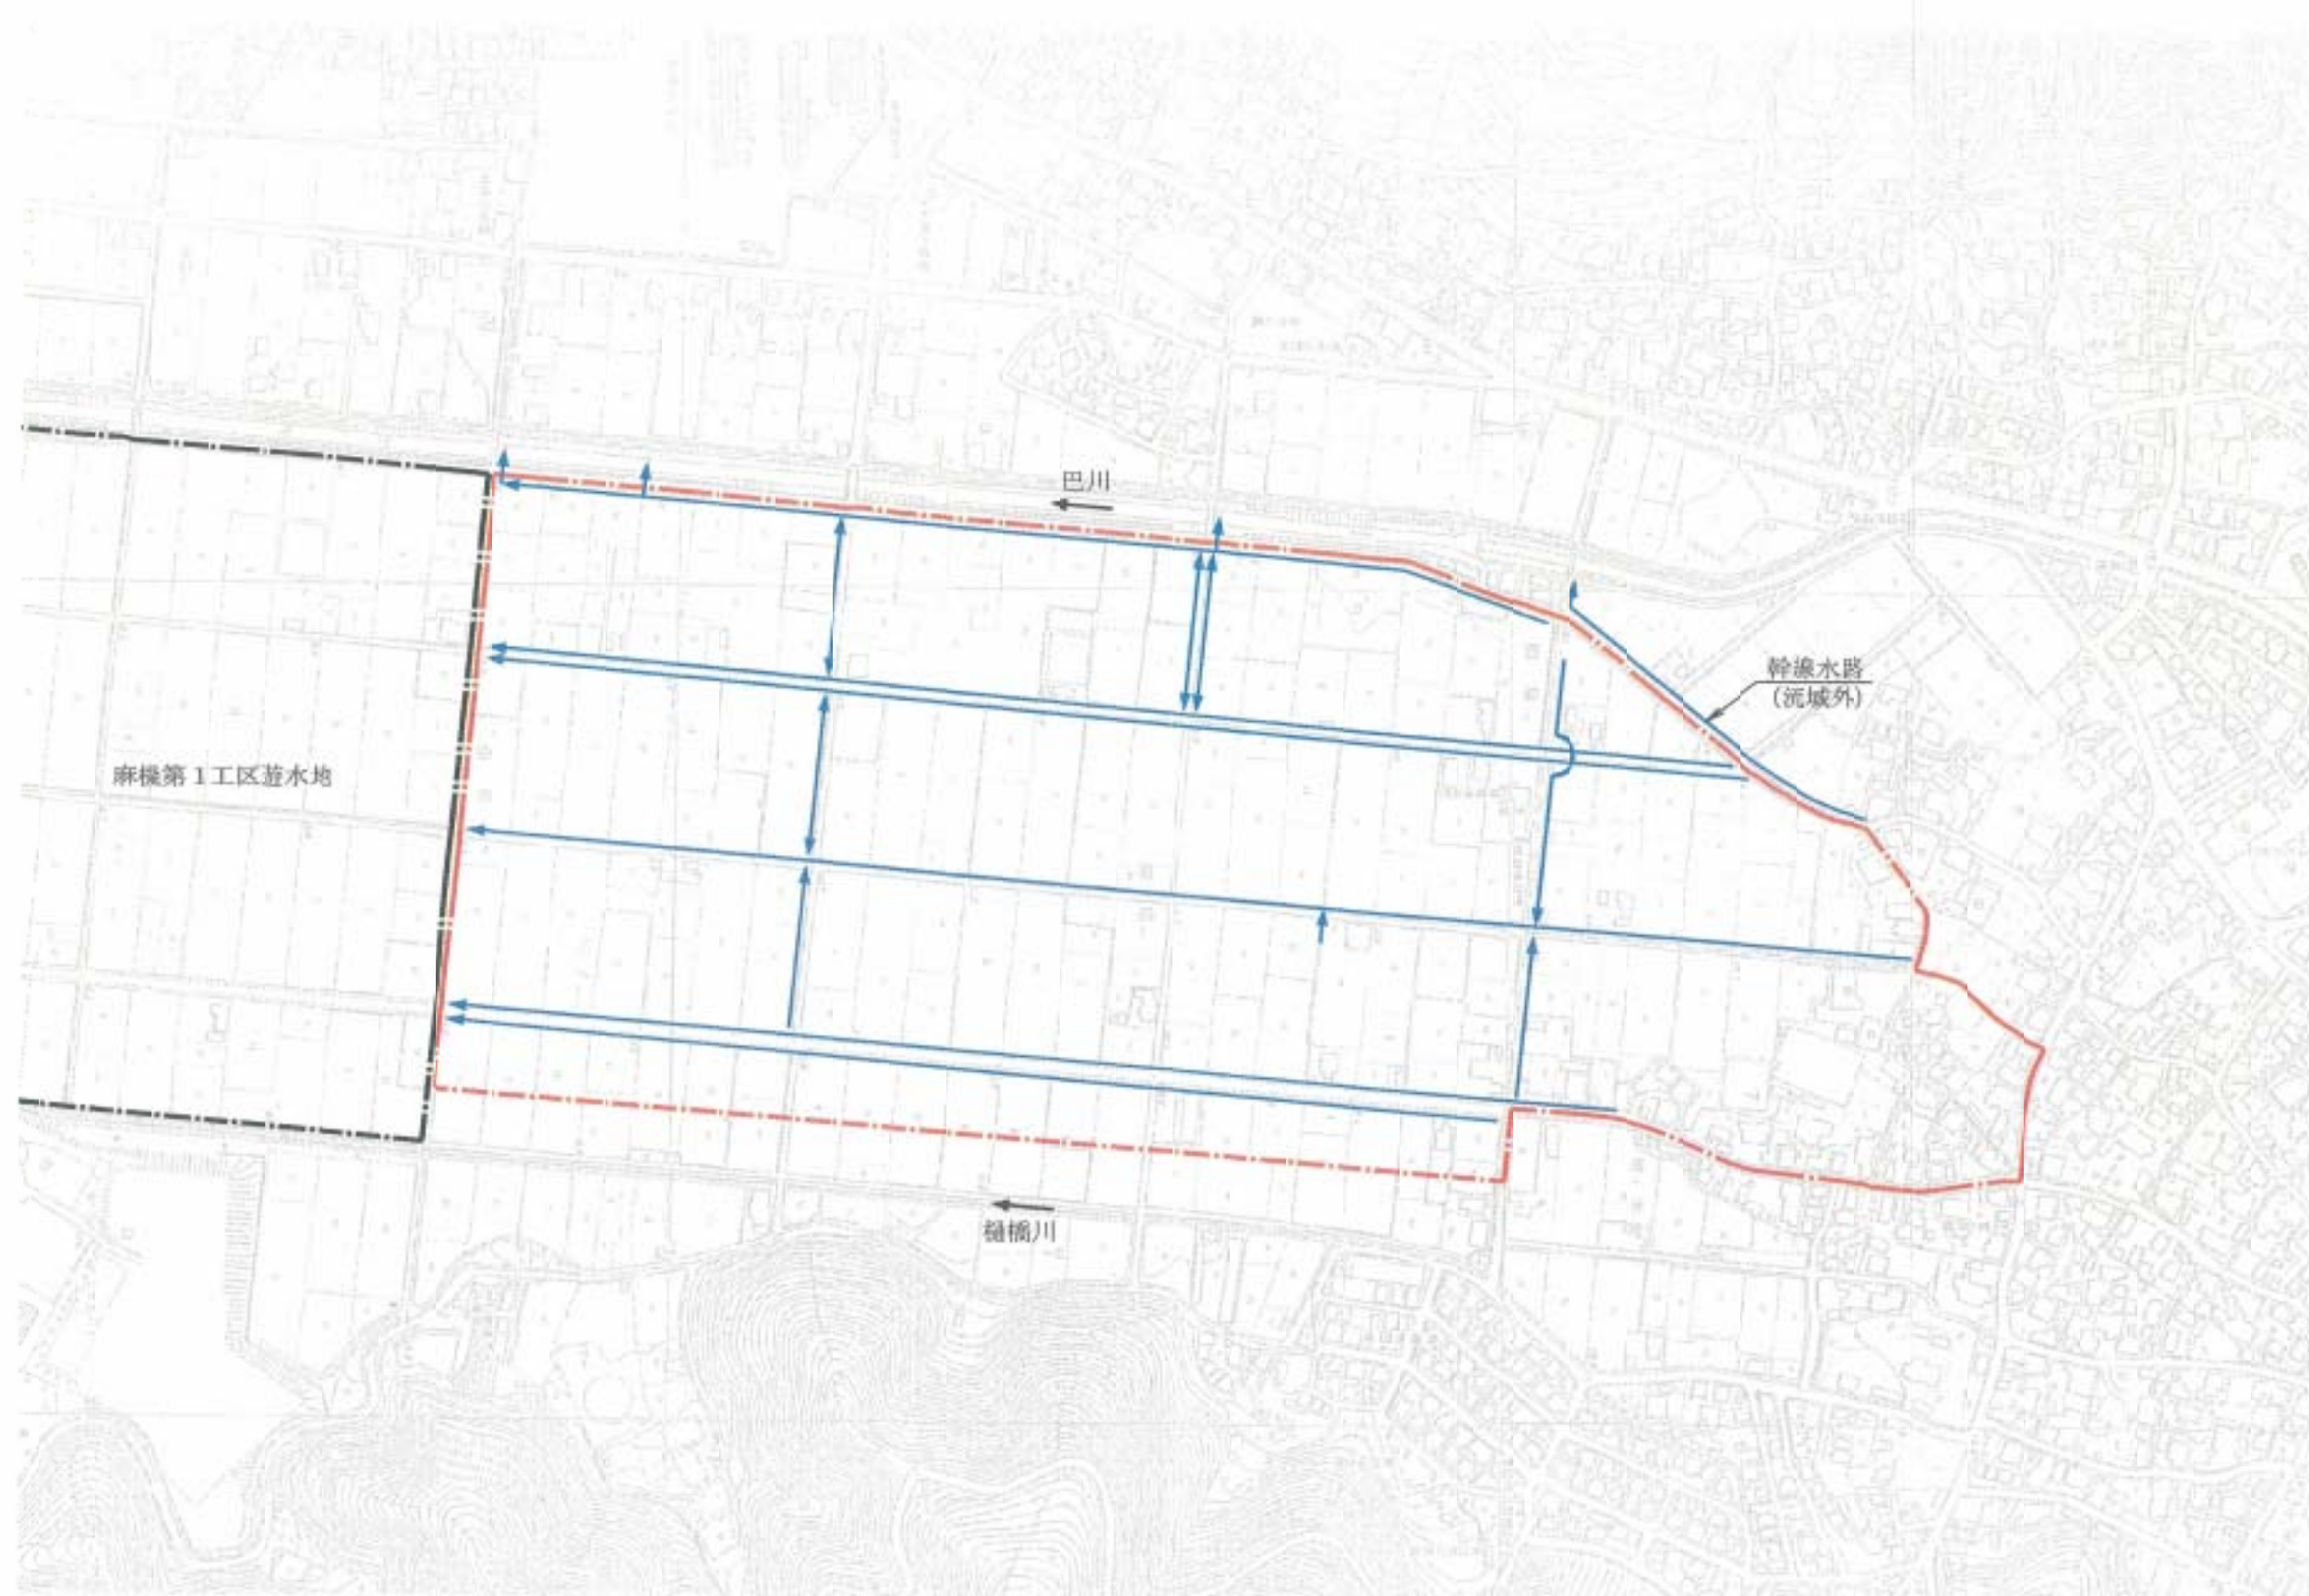 巴川
幹線水路
(流域外)
麻機第1工区遊水地
樋橋川